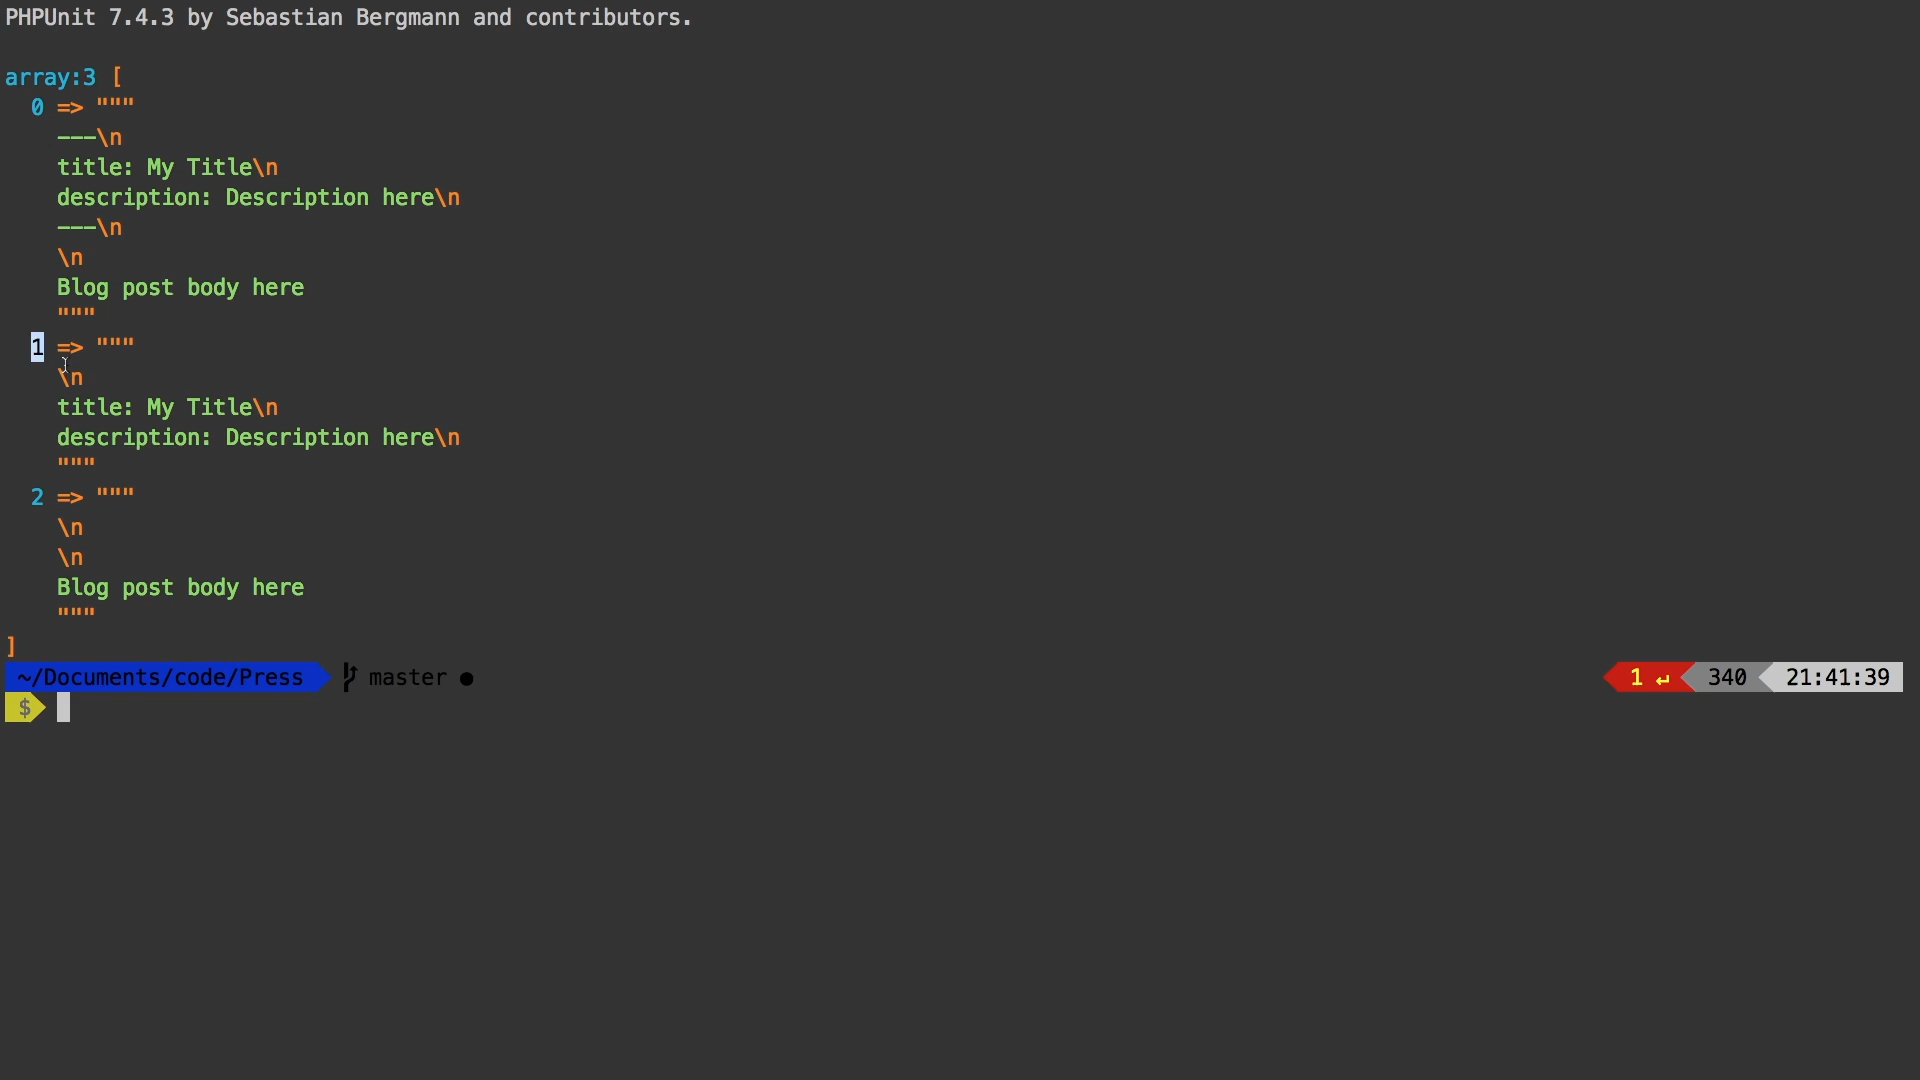 PHPUnit 7.4.3 by Sebastian Bergmann and contributors.
array:3 [
0 => """
---\n
title: My Title\n
description: Description here\n
---\n
\n
Blog post body here
"""
1 => """
\n
title: My Title\n
description: Description here\n
"""
2 => """
\n
\n
Blog post body here
"""
]
~/Documents/code/Press master ● 1 ↵ 340 21:41:39
$